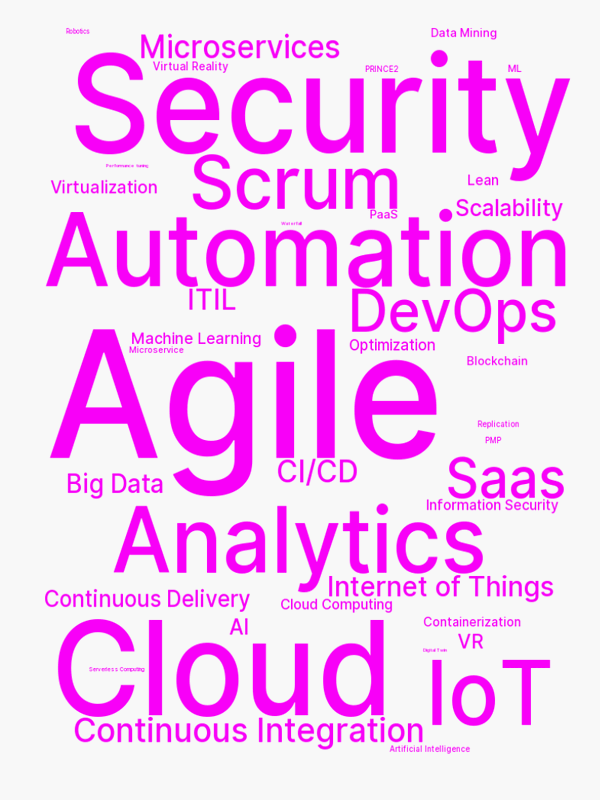 Robotics
Data Mining
Microservices
Virtual Reality
PRINCE2
ML
Security
Performance Tuning
Virtualization
Scrum
Lean
PaaS
Scalability
Waterfall
Automation
ITIL
DevOps
Machine Learning
Microservice
Optimization
Blockchain
Agile
Replication
PMP
CI/CD
Big Data
Saas
Information Security
Analytics
Internet of Things
Continuous Delivery
Cloud Computing
AI
Containerization
VR
Digital Twins
Cloud
Serverless Computing
IoT
Continuous Integration
Artificial Intelligence